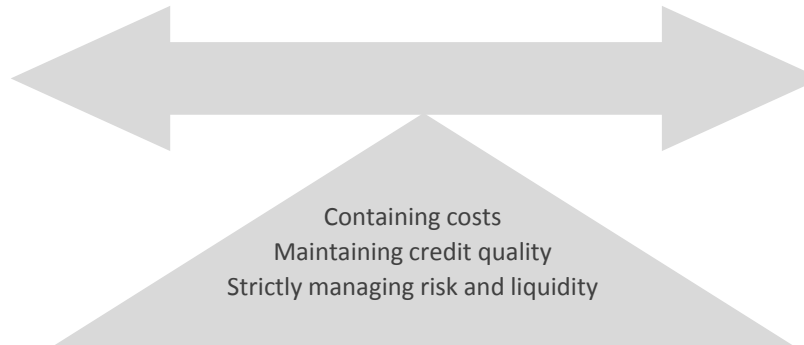 Containing costs
Maintaining credit quality
Strictly managing risk and liquidity